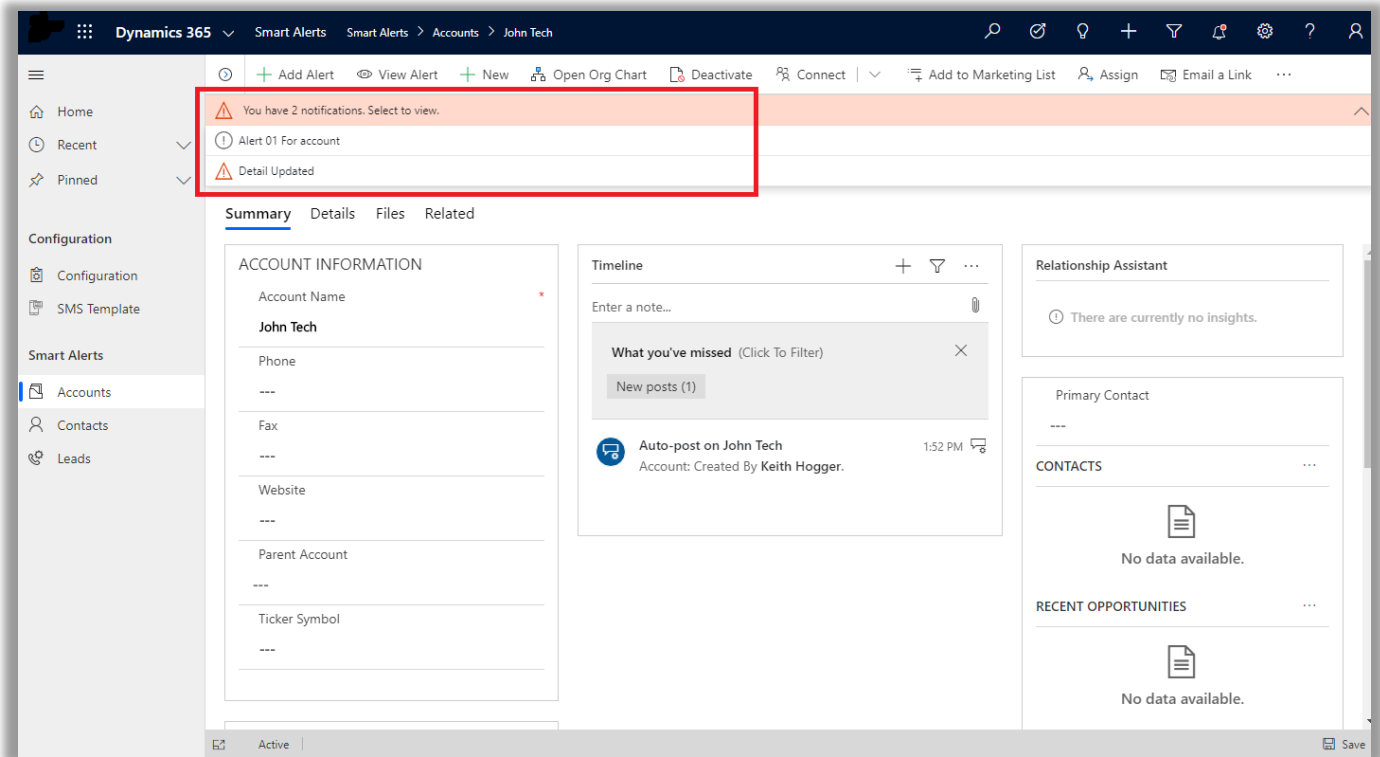 Dynamics 365 Smart Alerts Smart Alerts > Accounts > John Tech
Add Alert View Alert New Open Org Chart Deactivate Connect Add to Marketing List Assign Email a Link ...
You have 2 notifications. Select to view.
Alert 01 For account
Detail Updated
Home
Recent
Pinned
Configuration
Configuration
SMS Template
Smart Alerts
Accounts
Contacts
Leads
Summary Details Files Related
ACCOUNT INFORMATION
Account Name *
John Tech
Phone
---
Fax
---
Website
---
Parent Account
---
Ticker Symbol
---
Timeline
Enter a note...
What you've missed (Click To Filter)
New posts (1)
Auto-post on John Tech 1:52 PM
Account: Created By Keith Hogger.
Relationship Assistant
There are currently no insights.
Primary Contact
---
CONTACTS
No data available.
RECENT OPPORTUNITIES
No data available.
Active Save